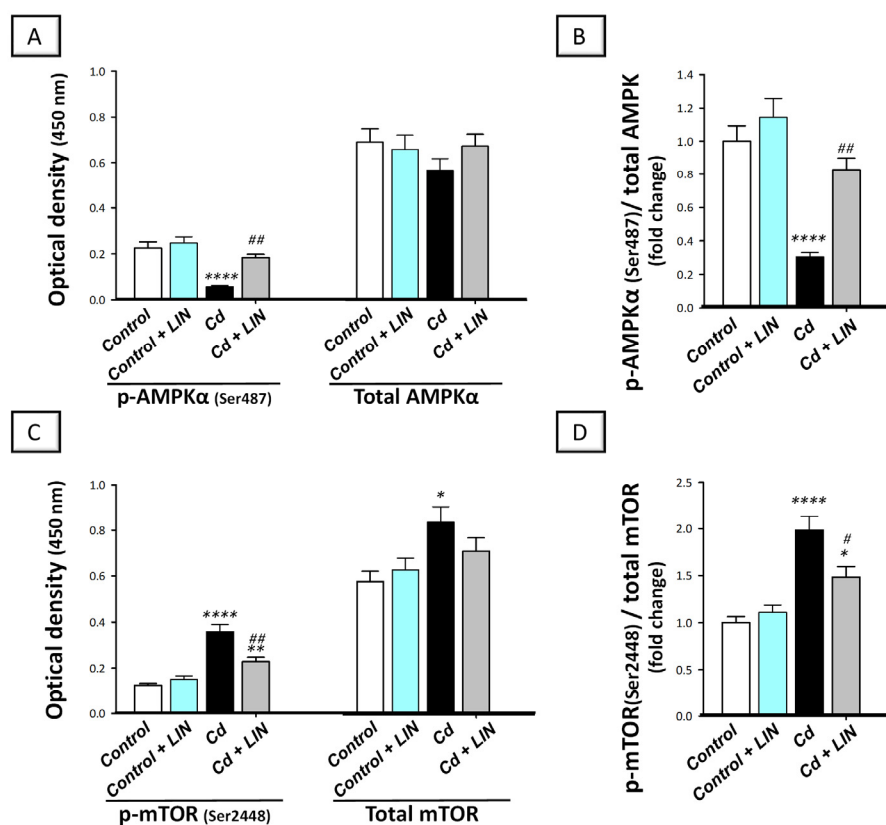 A
Optical density (450 nm)
1.0
0.8
0.6
0.4
0.2
0.0
****
##
Control
Control + LIN
Cd
Cd + LIN
Control
Control + LIN
Cd
Cd + LIN
p-AMPKα (Ser487)
Total AMPKα
B
p-AMPKα (Ser487)/ total AMPK
(fold change)
1.4
1.2
1.0
0.8
0.6
0.4
0.2
0.0
****
##
Control
Control + LIN
Cd
Cd + LIN
C
Optical density (450 nm)
1.0
0.8
0.6
0.4
0.2
0.0
****
##
**
*
Control
Control + LIN
Cd
Cd + LIN
Control
Control + LIN
Cd
Cd + LIN
p-mTOR (Ser2448)
Total mTOR
D
p-mTOR(Ser2448) / total mTOR
(fold change)
2.5
2.0
1.5
1.0
0.5
0.0
****
#
*
Control
Control + LIN
Cd
Cd + LIN